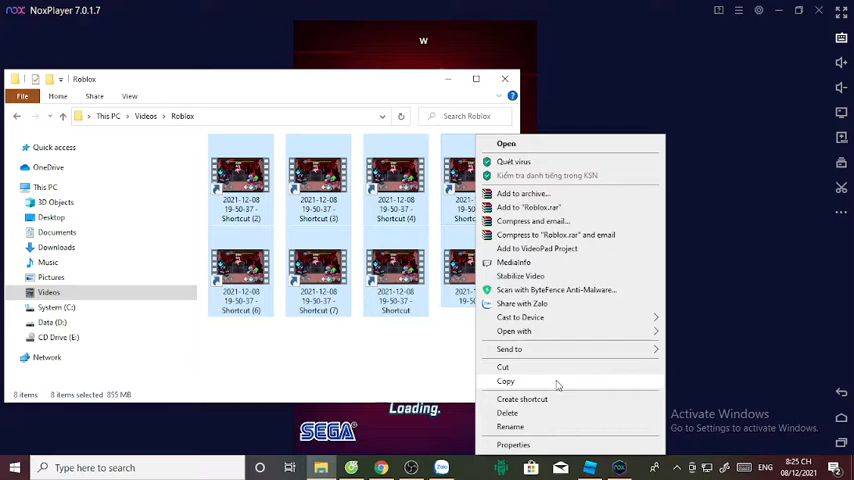 NoxPlayer 7.0.1.7
W
Roblox
File Home Share View
This PC Videos Roblox
Search Roblox
Quick access
OneDrive
This PC
3D Objects
Desktop
Documents
Downloads
Music
Pictures
Videos
System (C:)
Data (D:)
CD Drive (E:)
Network
2021-12-08 2021-12-08 2021-12-08
19-50-37 - 19-50-37 - 19-50-37 -
Shortcut (2) Shortcut (3) Shortcut (4)
2021-12-08 2021-12-08 2021-12-08
19-50-37 - 19-50-37 - 19-50-37 -
Shortcut (6) Shortcut (7) Shortcut
8 items 8 items selected 855 MB
Open
Quét virus
Kiểm tra danh tiếng trong KSN
Add to archive...
Add to "Roblox.rar"
Compress and email...
Compress to "Roblox.rar" and email
Add to VideoPad Project
MediaInfo
Stabilize Video
Scan with ByteFence Anti-Malware...
Share with Zalo
Cast to Device
Open with
Send to
Cut
Copy
Create shortcut
Delete
Rename
Properties
Loading.
SEGA
Activate Windows
Go to Settings to activate Windows.
Type here to search
ENG
8:25 CH
08/12/2021
2